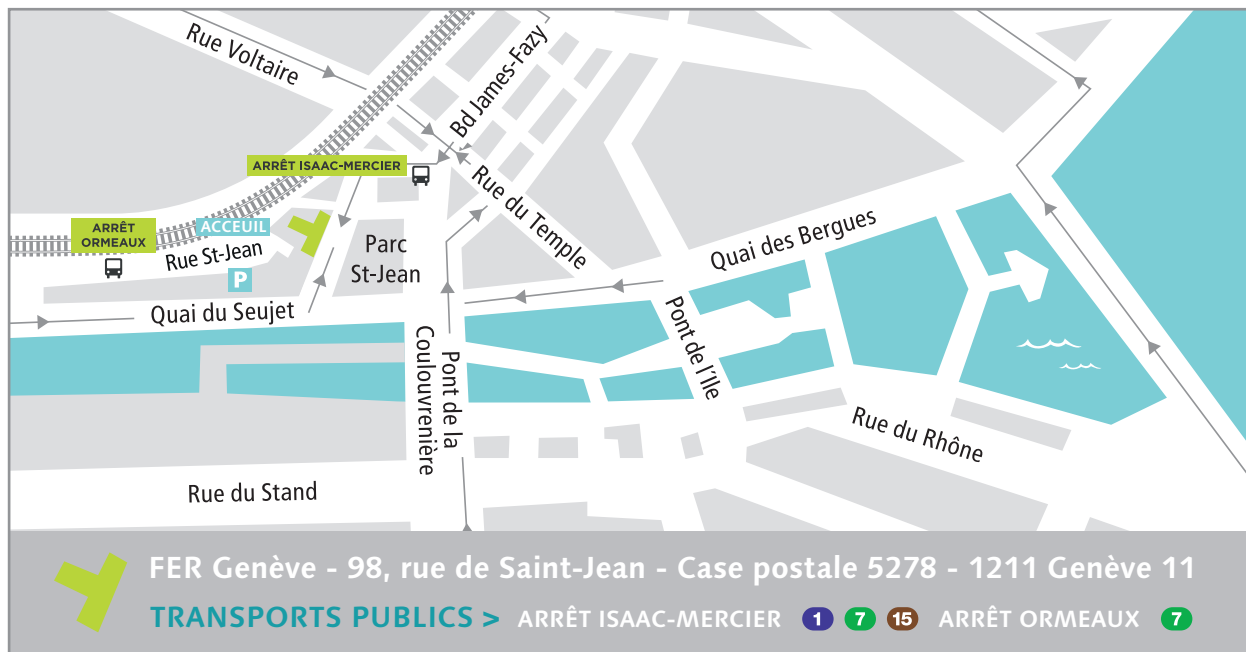 Rue Voltaire
Bd James-Fazy
ARRÊT ISAAC-MERCIER
Rue du Temple
ARRÊT
ORMEAUX
ACCEUIL
Rue St-Jean
P
Parc
St-Jean
Quai des Bergues
Quai du Seujet
Pont de la
Coulouvrenière
Pont de l'Ile
Rue du Rhône
Rue du Stand
FER Genève - 98, rue de Saint-Jean - Case postale 5278 - 1211 Genève 11
TRANSPORTS PUBLICS > ARRÊT ISAAC-MERCIER 1 7 15 ARRÊT ORMEAUX 7